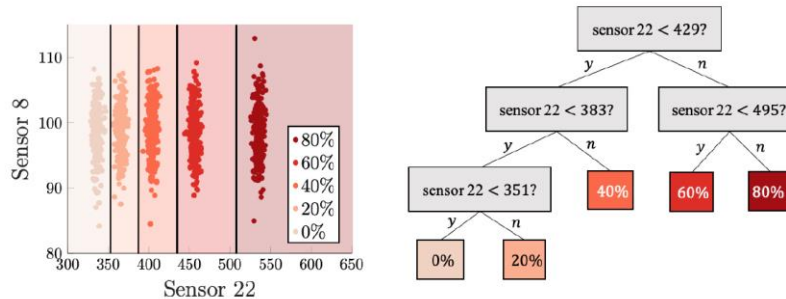 110
100
90
80
300 350 400 450 500 550 600 650
Sensor 8
Sensor 22
80%
60%
40%
20%
0%
sensor 22 < 429?
y n
sensor 22 < 383? sensor 22 < 495?
y n y n
sensor 22 < 351? 40% 60% 80%
y n
0% 20%